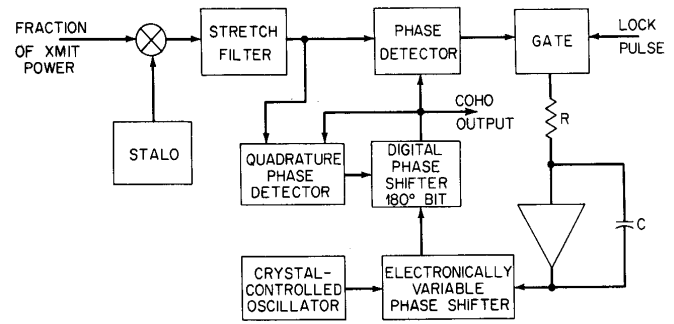 FRACTION
OF XMIT
POWER
STRETCH
FILTER
PHASE
DETECTOR
GATE
LOCK
PULSE
STALO
QUADRATURE
PHASE
DETECTOR
COHO
OUTPUT
DIGITAL
PHASE
SHIFTER
180° BIT
R
C
CRYSTAL-
CONTROLLED
OSCILLATOR
ELECTRONICALLY
VARIABLE
PHASE SHIFTER